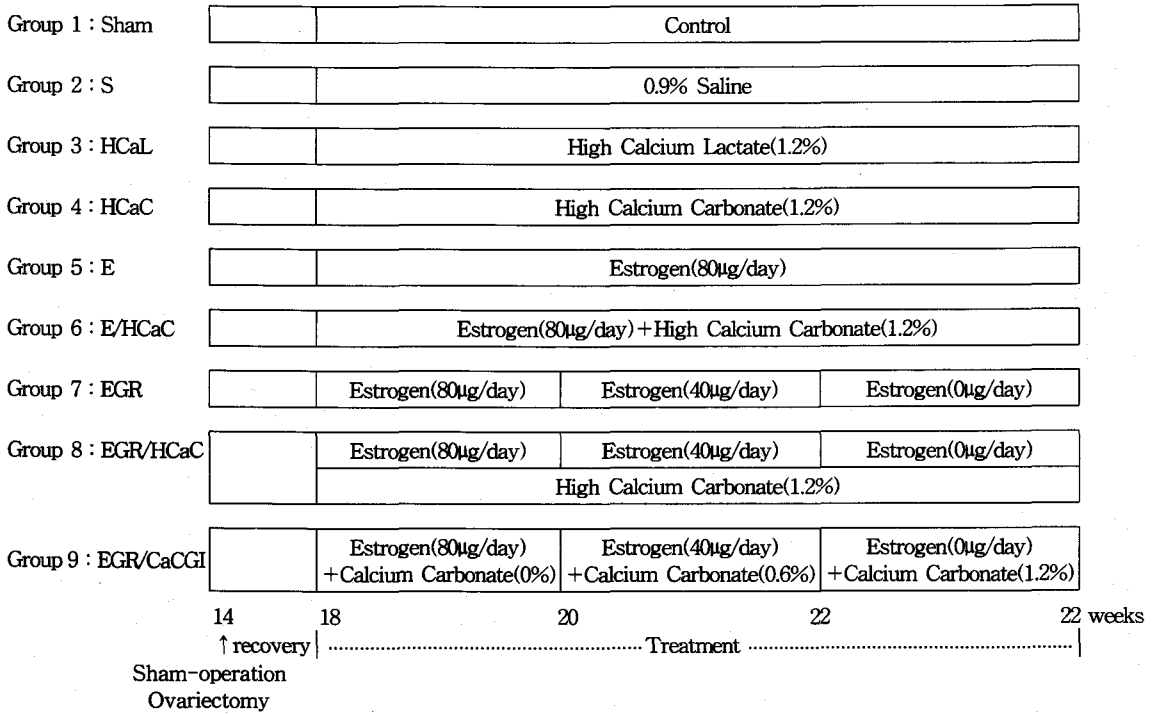 Group 1 : Sham
Control
Group 2 : S
0.9% Saline
Group 3 : HCaL
High Calcium Lactate(1.2%)
Group 4 : HCaC
High Calcium Carbonate(1.2%)
Group 5 : E
Estrogen(80μg/day)
Group 6 : E/HCaC
Estrogen(80μg/day)+High Calcium Carbonate(1.2%)
Group 7 : EGR
Estrogen(80μg/day) Estrogen(40μg/day) Estrogen(0μg/day)
Group 8 : EGR/HCaC
Estrogen(80μg/day) Estrogen(40μg/day) Estrogen(0μg/day)
High Calcium Carbonate(1.2%)
Group 9 : EGR/CaCGI
Estrogen(80μg/day) Estrogen(40μg/day) Estrogen(0μg/day)
+Calcium Carbonate(0%) +Calcium Carbonate(0.6%) +Calcium Carbonate(1.2%)
14 18 20 22 22 weeks
↑ recovery Treatment
Sham-operation
Ovariectomy